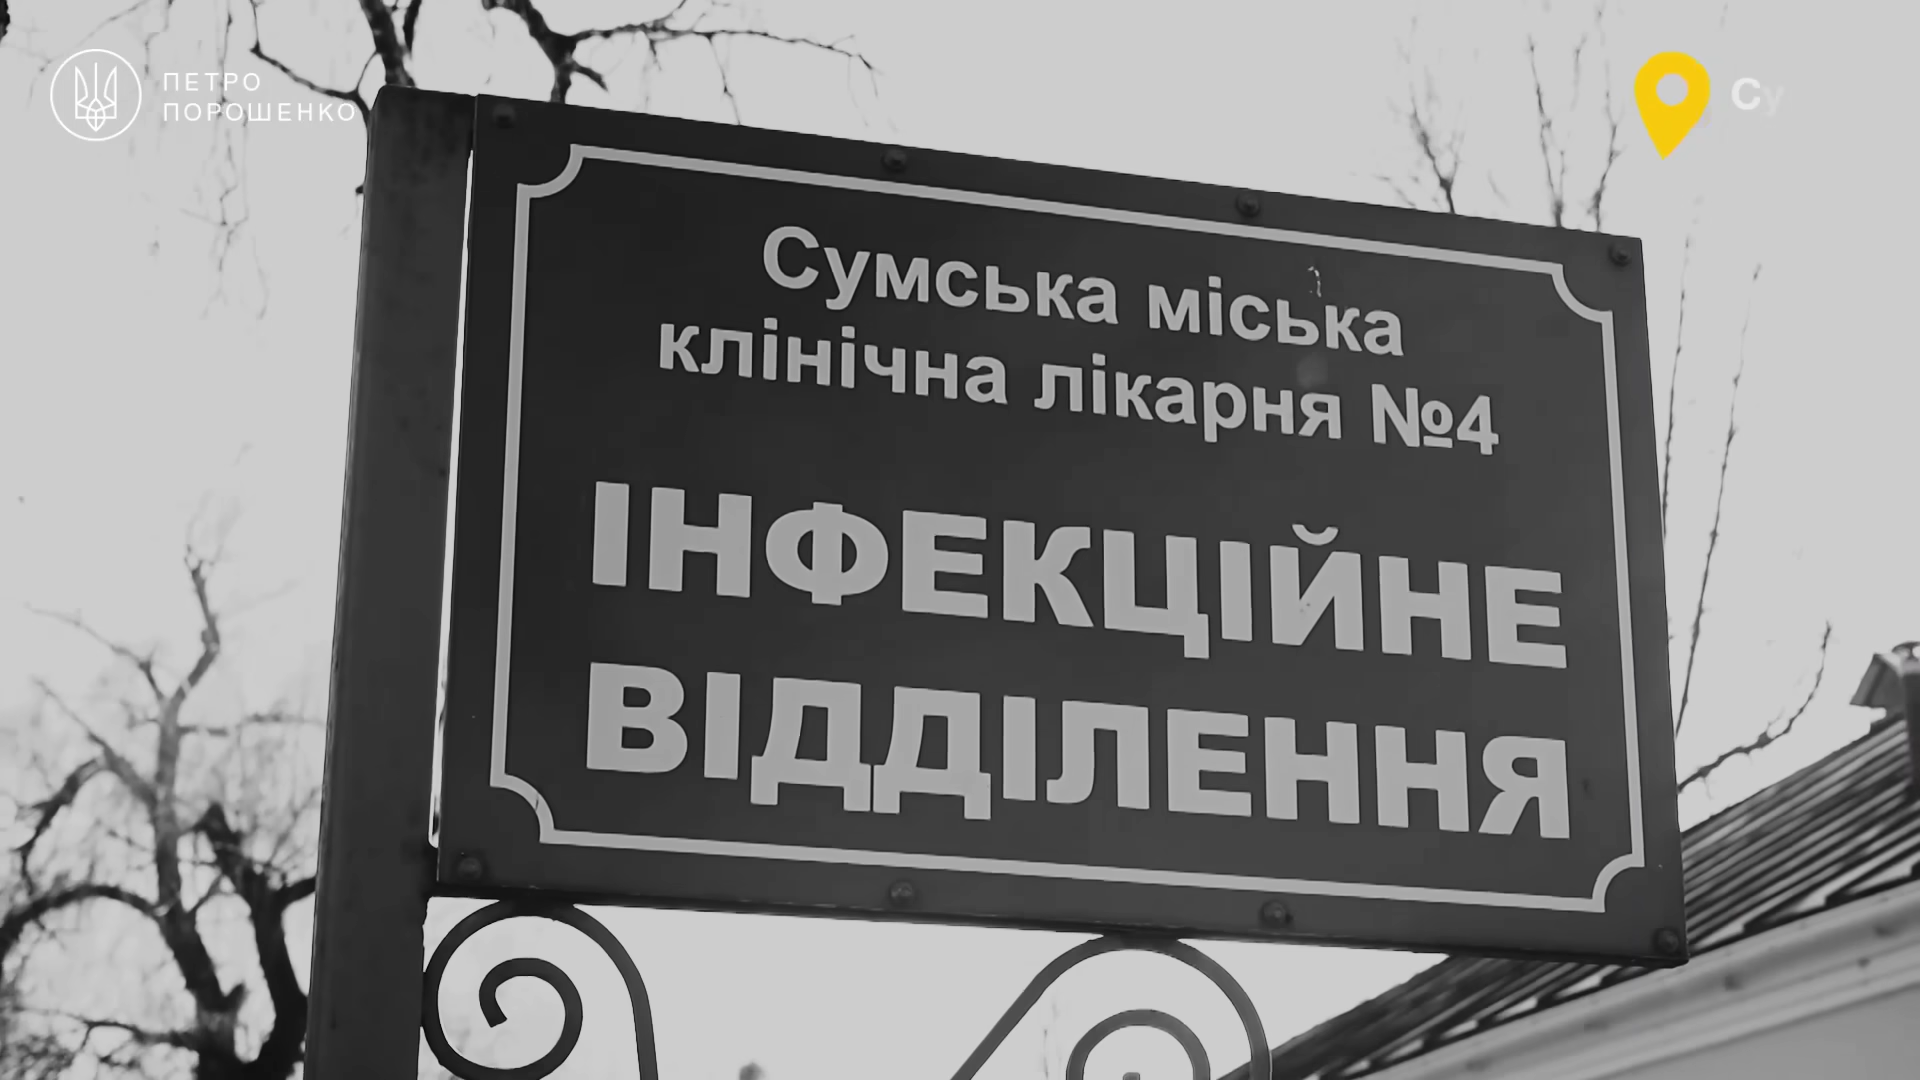 ПЕТРО
ПОРОШЕНКО
Су
Сумська міська
клінічна лікарня №4
ІНФЕКЦІЙНЕ
ВІДДІЛЕННЯ